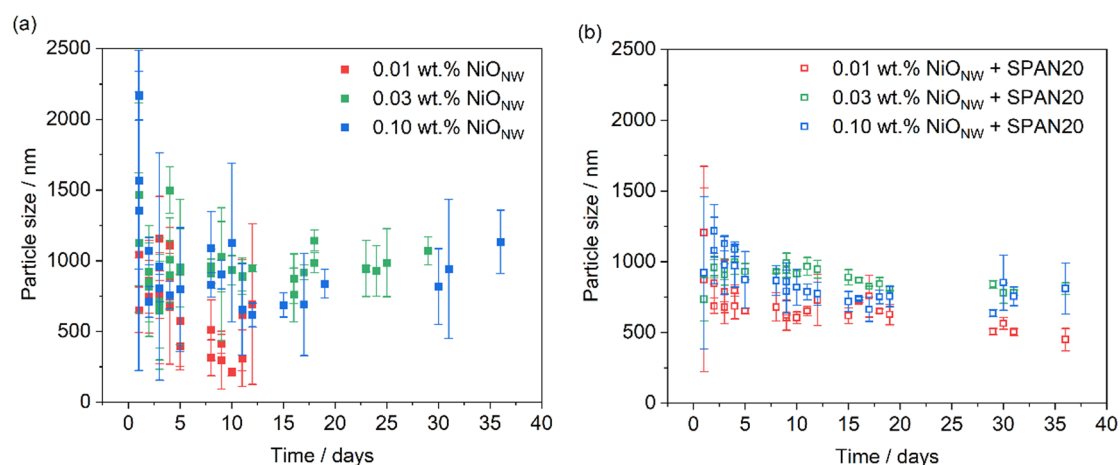 (a)
2500
2000
1500
1000
500
0
Particle size / nm
0 5 10 15 20 25 30 35 40
Time / days
0.01 wt.% NiO_NW
0.03 wt.% NiO_NW
0.10 wt.% NiO_NW
(b)
2500
2000
1500
1000
500
0
Particle size / nm
0 5 10 15 20 25 30 35 40
Time / days
0.01 wt.% NiO_NW + SPAN20
0.03 wt.% NiO_NW + SPAN20
0.10 wt.% NiO_NW + SPAN20